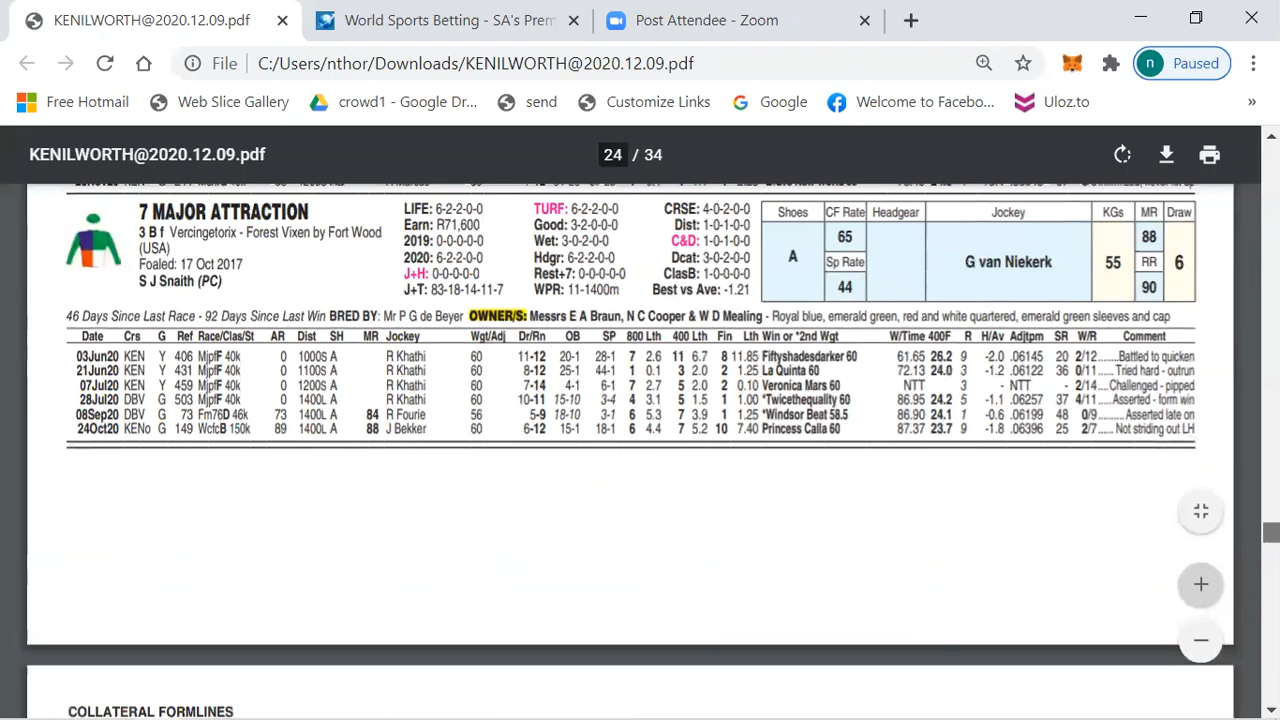 KENILWORTH@2020.12.09.pdf
World Sports Betting - SA's Prem
Post Attendee - Zoom
File C:/Users/nthor/Downloads/KENILWORTH@2020.12.09.pdf
n Paused
Free Hotmail Web Slice Gallery crowd1 - Google Dr... send Customize Links Google Welcome to Facebo... Uloz.to »
KENILWORTH@2020.12.09.pdf 24 / 34
7 MAJOR ATTRACTION
3 B f Vercingetorix - Forest Vixen by Fort Wood
(USA)
Foaled: 17 Oct 2017
S J Snaith (PC)
LIFE: 6-2-2-0-0 TURF: 6-2-2-0-0 CRSE: 4-0-2-0-0
Earn: R71,600 Good: 3-2-0-0-0 Dist: 1-0-1-0-0
2019: 0-0-0-0-0 Wet: 3-0-2-0-0 C&D: 1-0-1-0-0
2020: 6-2-2-0-0 Hdgr: 6-2-2-0-0 Dcat: 3-0-2-0-0
J+H: 0-0-0-0-0 Rest+7: 0-0-0-0-0 ClasB: 1-0-0-0-0
J+T: 83-18-14-11-7 WPR: 11-1400m Best vs Ave: -1.21
Shoes CF Rate Headgear Jockey KGs MR Draw
65 88
A Sp Rate G van Niekerk 55 RR 6
44 90
46 Days Since Last Race - 92 Days Since Last Win BRED BY: Mr P G de Beyer OWNER/S: Messrs E A Braun, N C Cooper & W D Mealing - Royal blue, emerald green, red and white quartered, emerald green sleeves and cap
Date Crs G Ref Race/Clas/St AR Dist SH MR Jockey Wgt/Adj Dr/Rn OB SP 800 Lth 400 Lth Fin Lth Win or *2nd Wgt W/Time 400F R H/Av Adjtpm SR W/R Comment
03Jun20 KEN Y 406 MjpfF 40k 0 1000S A R Khathi 60 11-12 20-1 28-1 7 2.6 11 6.7 8 11.85 Fiftyshadesdarker 60 61.65 26.2 9 -2.0 .06145 20 2/12 ......Battled to quicken
21Jun20 KEN Y 431 MjpfF 40k 0 1100S A R Khathi 60 8-12 25-1 44-1 1 0.1 3 2.0 2 1.25 La Quinta 60 72.13 24.0 3 -1.2 .06122 36 0/11 ...... Tried hard - outrun
07Jul20 KEN Y 459 MjpfF 40k 0 1200S A R Khathi 60 7-14 4-1 6-1 7 2.7 5 2.0 2 0.10 Veronica Mars 60 NTT 3 - NTT - 2/14 ...... Challenged - pipped
28Jul20 DBV G 503 MjpfF 40k 0 1400L A R Khathi 60 10-11 15-10 3-4 4 3.1 5 1.5 1 1.00 *Twicethequality 60 86.95 24.2 5 -1.1 .06257 37 4/11 .... Asserted - form win
08Sep20 DBV G 73 Fm76D 46k 73 1400L A 84 R Fourie 56 5-9 18-10 3-1 6 5.3 7 3.9 1 1.25 *Windsor Beat 58.5 86.90 24.1 1 -0.6 .06199 48 0/9 ....... Asserted late on
24Oct20 KENo G 149 WcfcB 150k 89 1400L A 88 J Bekker 60 6-12 15-1 18-1 6 4.4 7 5.2 10 7.40 Princess Calla 60 87.37 23.7 9 -1.8 .06396 25 2/7 ..... Not striding out LH
COLLATERAL FORMLINES